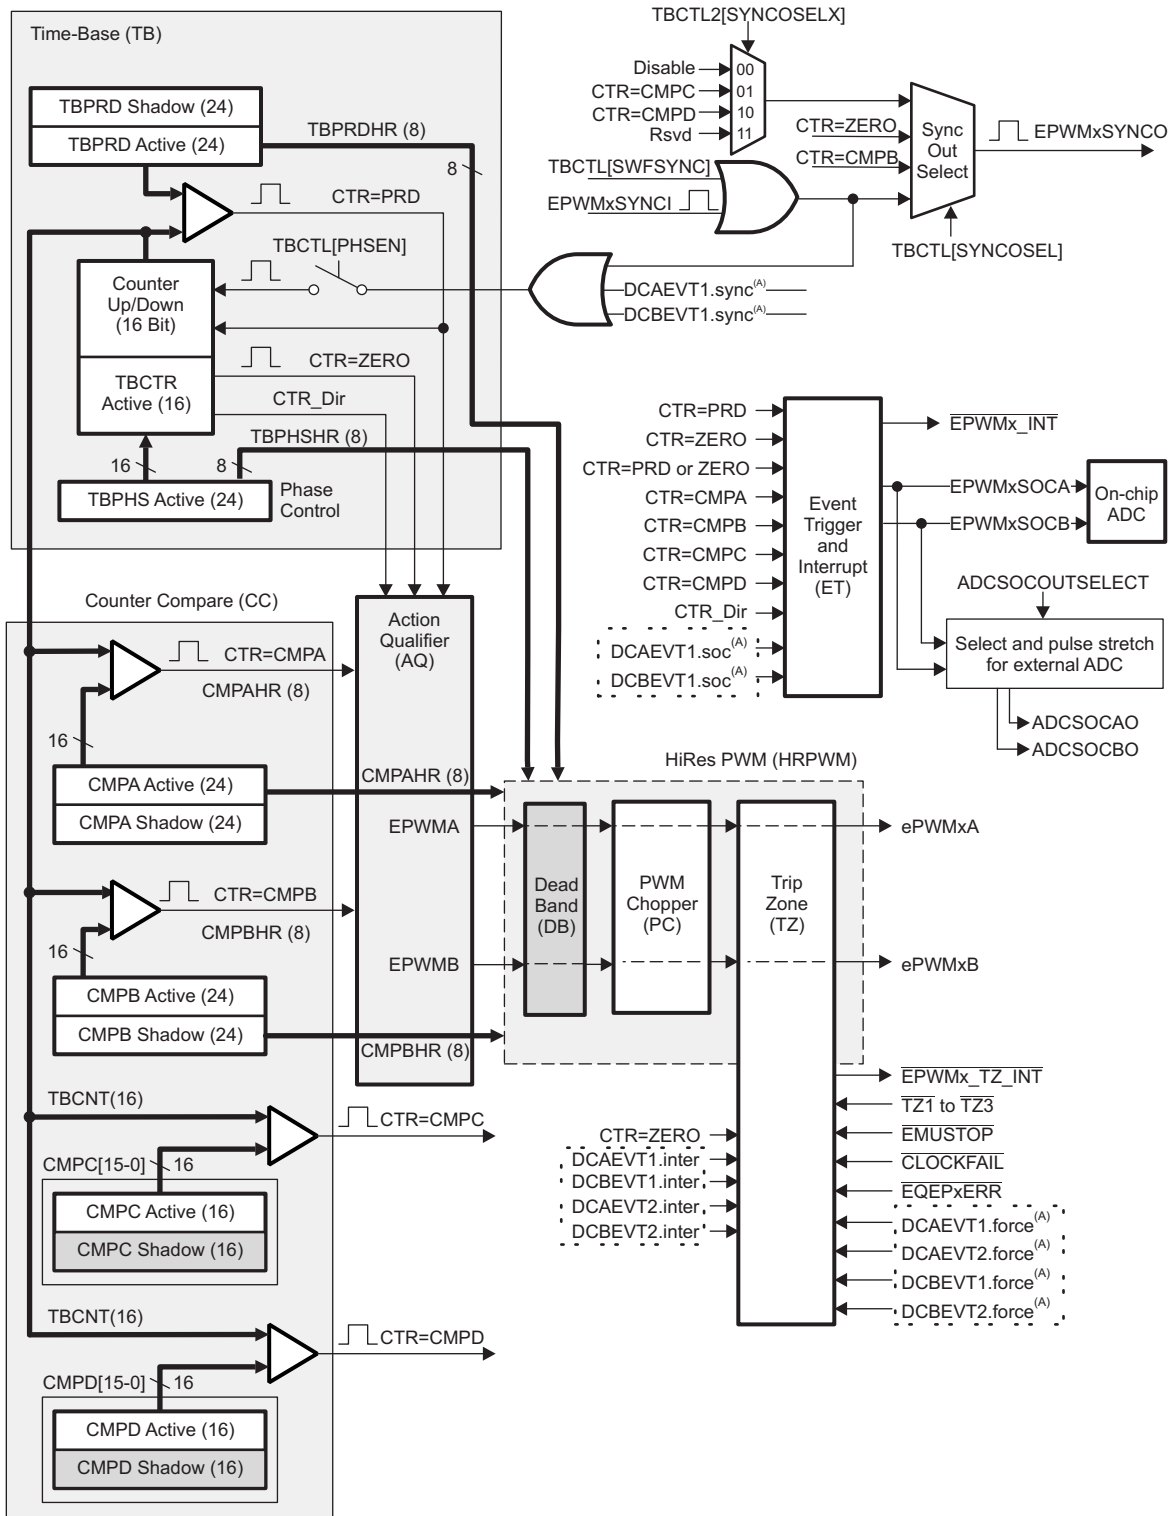 Time-Base (TB)
TBPRD Shadow (24)
TBPRD Active (24)
TBPRDHR (8)
8
CTR=PRD
TBCTL[PHSEN]
Counter
Up/Down
(16 Bit)
CTR=ZERO
TBCTR
Active (16)
CTR_Dir
TBPHSHR (8)
16
8
TBPHS Active (24)
Phase
Control
TBCTL2[SYNCOSELX]
Disable
00
CTR=CMPC
01
CTR=CMPD
10
Rsvd
11
CTR=ZERO
CTR=CMPB
Sync
Out
Select
EPWMxSYNCO
TBCTL[SWFSYNC]
EPWMxSYNCI
TBCTL[SYNCOSEL]
DCAEVT1.sync(A)
DCBEVT1.sync(A)
CTR=PRD
CTR=ZERO
CTR=PRD or ZERO
CTR=CMPA
CTR=CMPB
CTR=CMPC
CTR=CMPD
CTR_Dir
DCAEVT1.soc(A)
DCBEVT1.soc(A)
Event
Trigger
and
Interrupt
(ET)
EPWMx_INT
EPWMxSOCA
EPWMxSOCB
On-chip
ADC
ADCSOCOUTSELECT
Select and pulse stretch
for external ADC
ADCSOCAO
ADCSOCBO
Counter Compare (CC)
CTR=CMPA
CMPAHR (8)
16
CMPA Active (24)
CMPA Shadow (24)
CTR=CMPB
CMPBHR (8)
16
CMPB Active (24)
CMPB Shadow (24)
TBCNT(16)
CTR=CMPC
CMPC[15-0]
16
CMPC Active (16)
CMPC Shadow (16)
TBCNT(16)
CTR=CMPD
CMPD[15-0]
16
CMPD Active (16)
CMPD Shadow (16)
Action
Qualifier
(AQ)
CMPAHR (8)
EPWMA
EPWMB
CMPBHR (8)
HiRes PWM (HRPWM)
Dead
Band
(DB)
PWM
Chopper
(PC)
Trip
Zone
(TZ)
ePWMxA
ePWMxB
EPWMx_TZ_INT
TZ1 to TZ3
EMUSTOP
CLOCKFAIL
EQEPxERR
DCAEVT1.force(A)
DCAEVT2.force(A)
DCBEVT1.force(A)
DCBEVT2.force(A)
CTR=ZERO
DCAEVT1.inter
DCBEVT1.inter
DCAEVT2.inter
DCBEVT2.inter